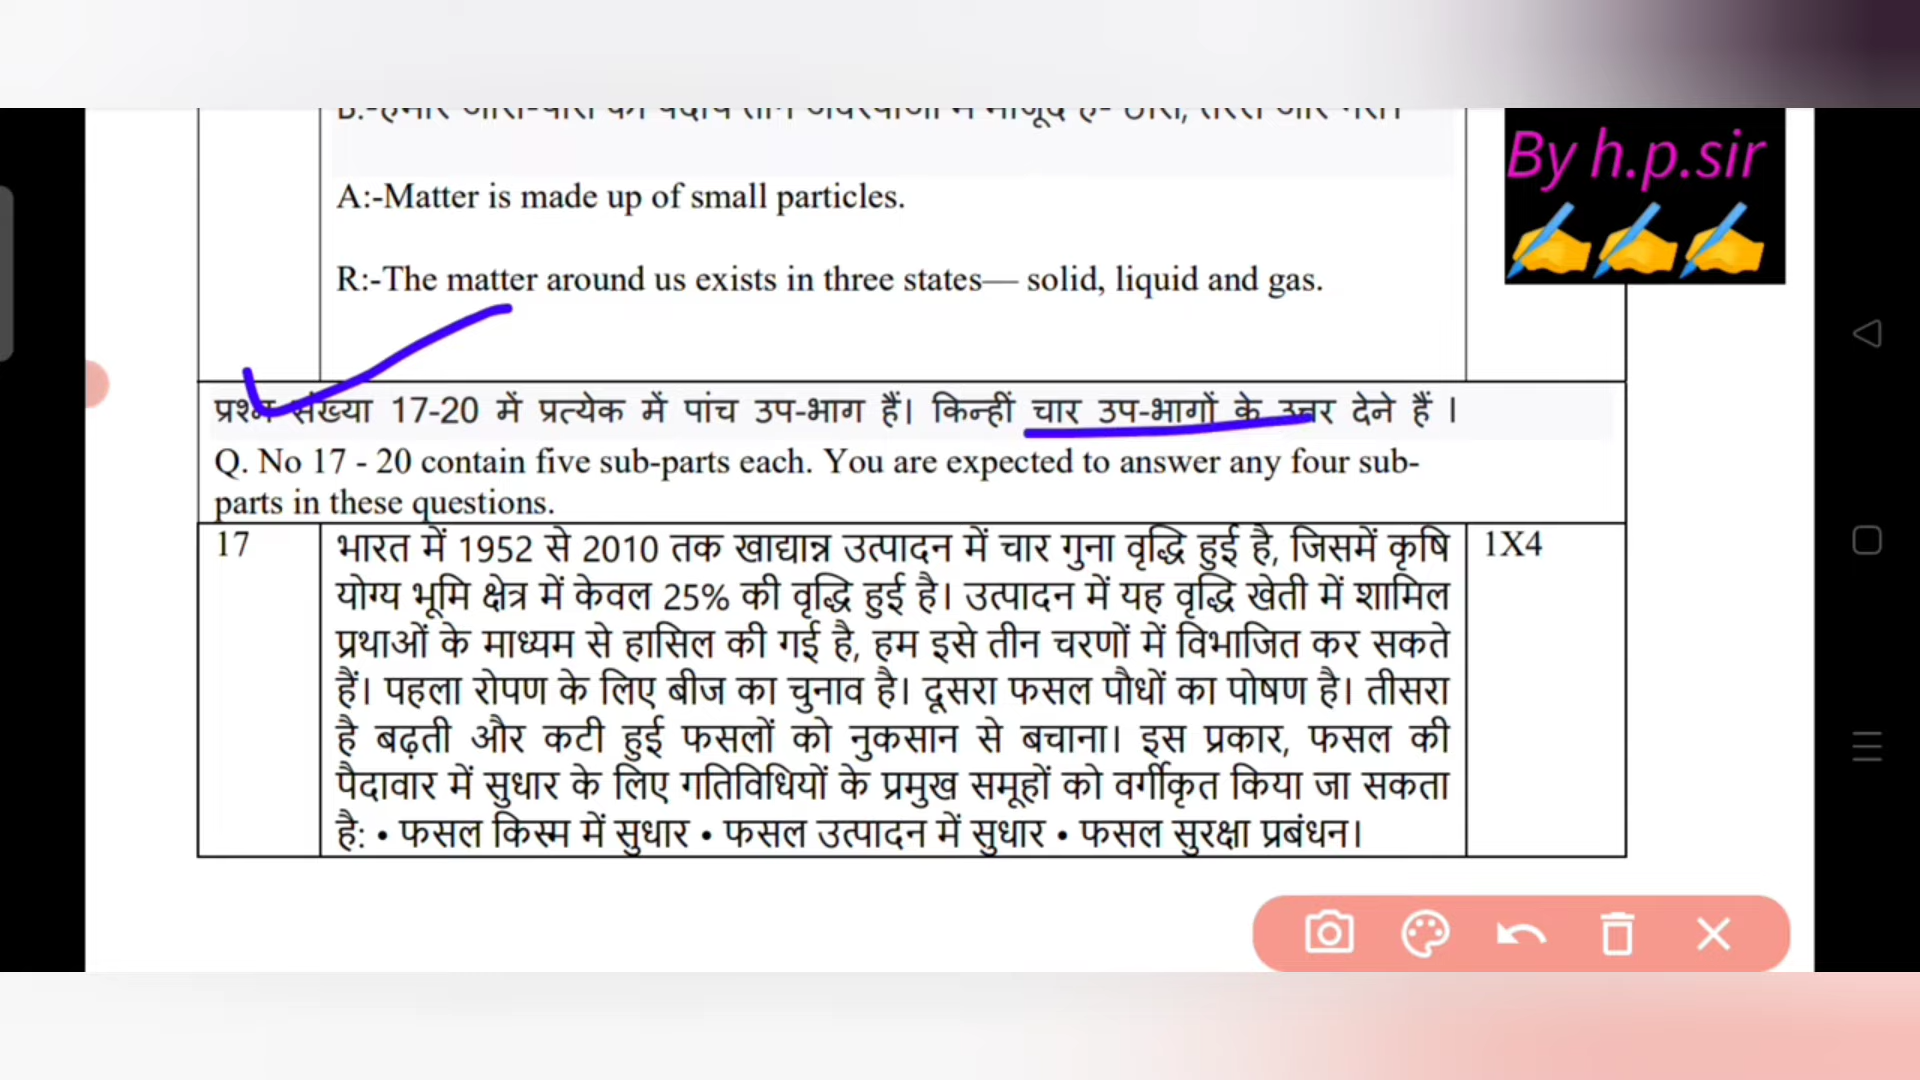 A:-Matter is made up of small particles.
By h.p.sir
R:-The matter around us exists in three states— solid, liquid and gas.
प्रश्न संख्या 17-20 में प्रत्येक में पांच उप-भाग हैं। किन्हीं चार उप-भागों के उत्तर देने हैं ।
Q. No 17 - 20 contain five sub-parts each. You are expected to answer any four sub-
parts in these questions.
17
भारत में 1952 से 2010 तक खाद्यान्न उत्पादन में चार गुना वृद्धि हुई है, जिसमें कृषि
1X4
योग्य भूमि क्षेत्र में केवल 25% की वृद्धि हुई है। उत्पादन में यह वृद्धि खेती में शामिल
प्रथाओं के माध्यम से हासिल की गई है, हम इसे तीन चरणों में विभाजित कर सकते
हैं। पहला रोपण के लिए बीज का चुनाव है। दूसरा फसल पौधों का पोषण है। तीसरा
है बढ़ती और कटी हुई फसलों को नुकसान से बचाना। इस प्रकार, फसल की
पैदावार में सुधार के लिए गतिविधियों के प्रमुख समूहों को वर्गीकृत किया जा सकता
है: • फसल किस्म में सुधार • फसल उत्पादन में सुधार • फसल सुरक्षा प्रबंधन।